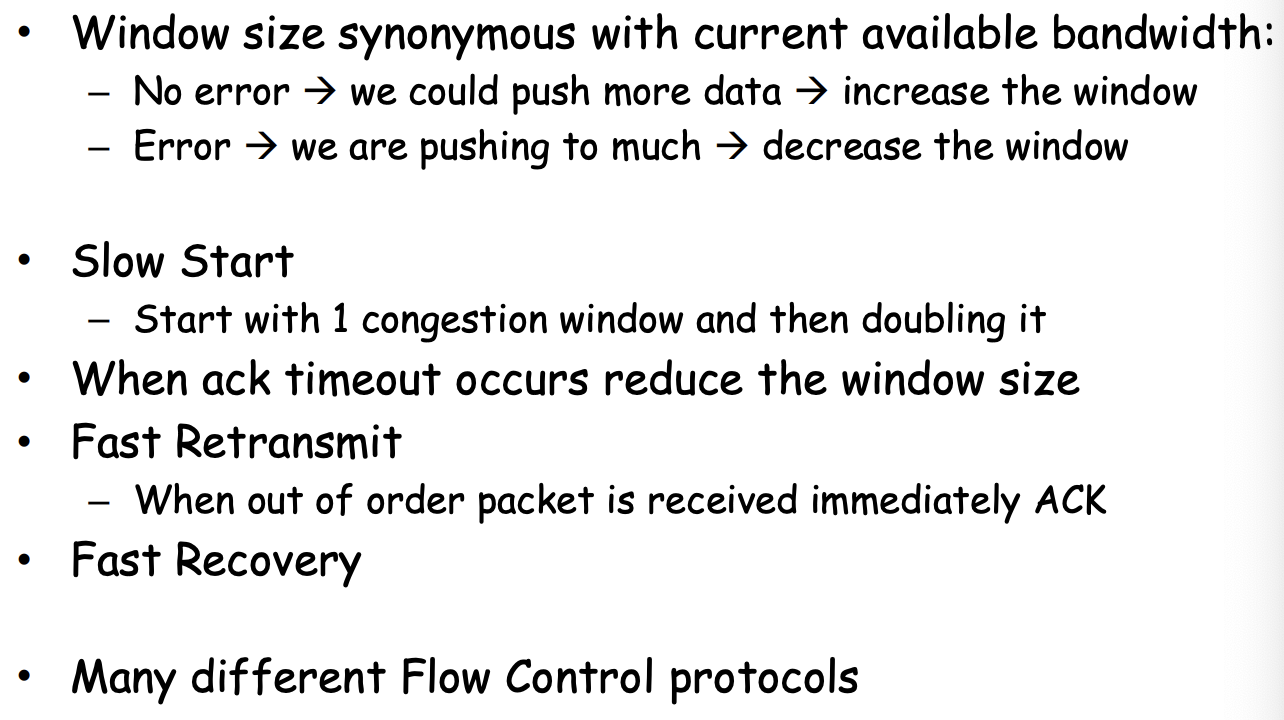 • Window size synonymous with current available bandwidth:
– No error → we could push more data → increase the window
– Error → we are pushing to much → decrease the window
• Slow Start
– Start with 1 congestion window and then doubling it
• When ack timeout occurs reduce the window size
• Fast Retransmit
– When out of order packet is received immediately ACK
• Fast Recovery
• Many different Flow Control protocols